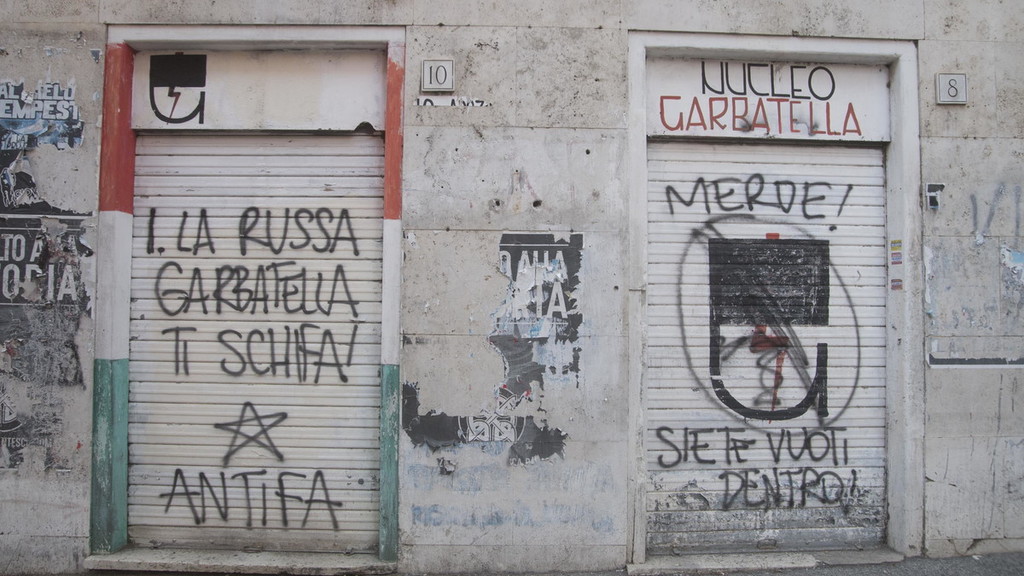 10
8
NUCLEO
GARBATELLA
I. LA RUSSA
GARBATELLA
TI SCHIFA!
ANTIFA
MERDE!
SIETE VUOTI
DENTRO!